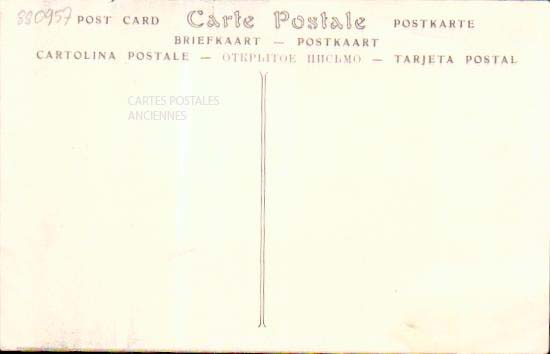 880957 POST CARD Carte Postale POSTKARTE
BRIEFKAART — POSTKAART
CARTOLINA POSTALE — ОТКРЫТОЕ ПИСЬМО — TARJETA POSTAL
CARTES POSTALES
ANCIENNES